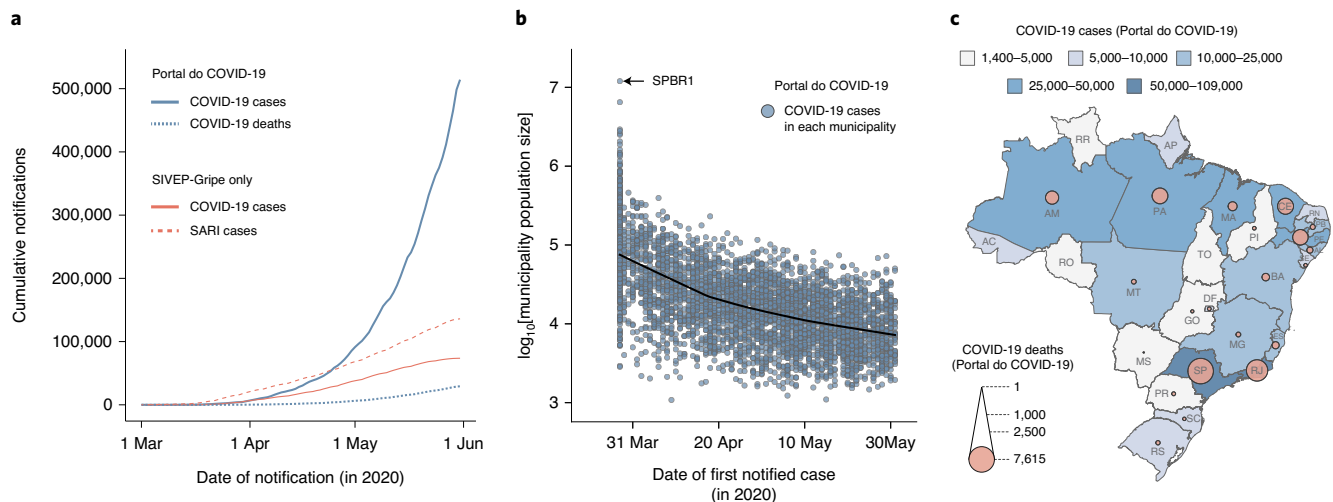 a
Portal do COVID-19
COVID-19 cases
COVID-19 deaths
SIVEP-Gripe only
COVID-19 cases
SARI cases
Cumulative notifications
500,000
400,000
300,000
200,000
100,000
0
1 Mar
1 Apr
1 May
1 Jun
Date of notification (in 2020)
b
SPBR1
Portal do COVID-19
COVID-19 cases
in each municipality
log10[municipality population size]
7
6
5
4
3
31 Mar
20 Apr
10 May
30May
Date of first notified case
(in 2020)
c
COVID-19 cases (Portal do COVID-19)
1,400–5,000
5,000–10,000
10,000–25,000
25,000–50,000
50,000–109,000
RR
AP
AM
PA
MA
CE
RN
PB
PI
AC
RO
TO
SE
MT
BA
DF
GO
MG
ES
MS
SP
RJ
PR
SC
RS
COVID-19 deaths
(Portal do COVID-19)
1
1,000
2,500
7,615